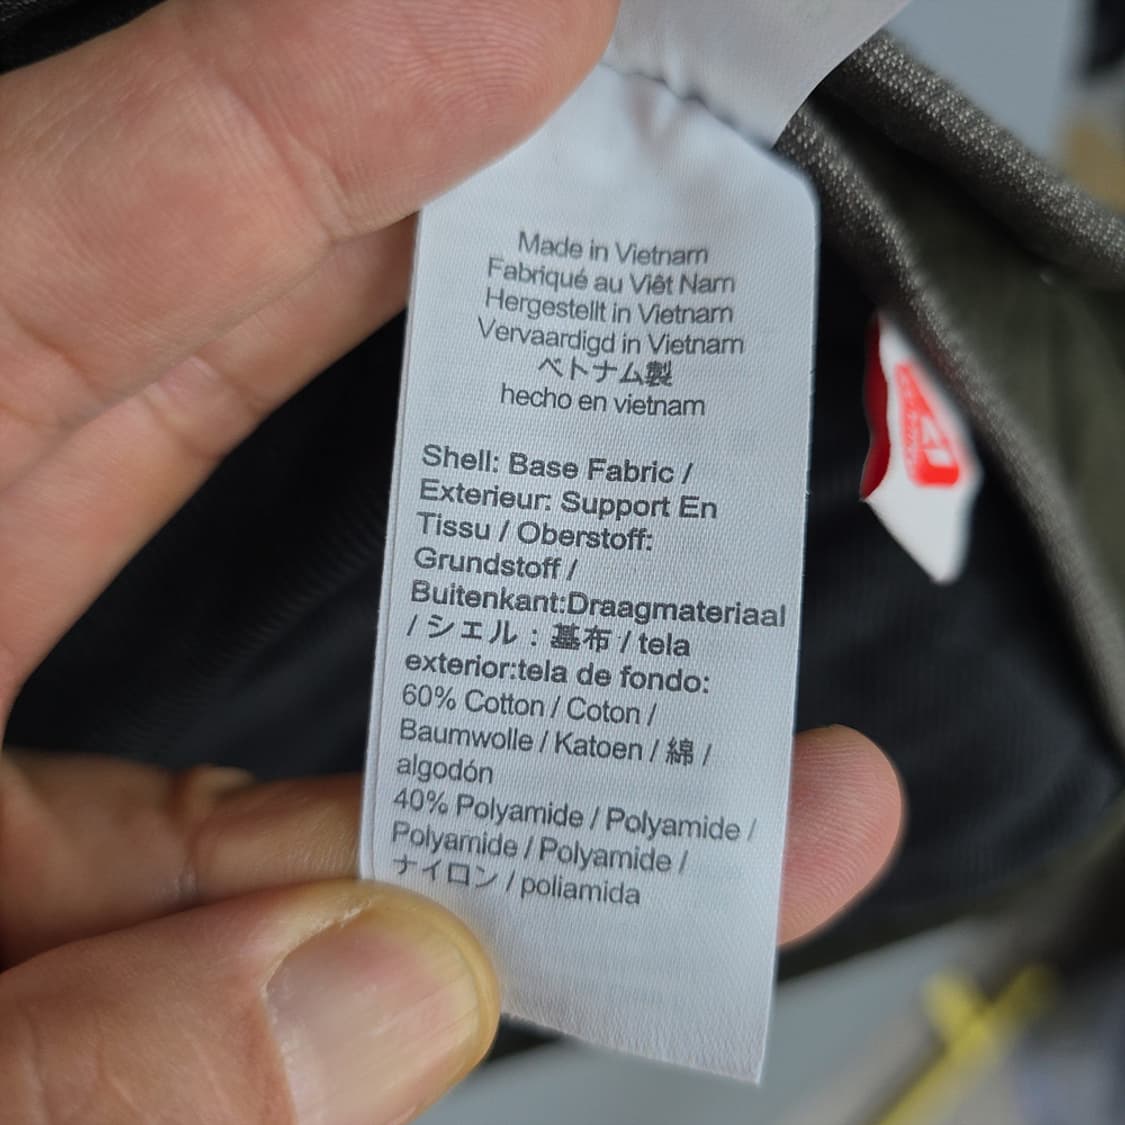 Made in Vietnam
Fabriqué au Viêt Nam
Hergestellt in Vietnam
Vervaardigd in Vietnam
ベトナム製
hecho en vietnam
Shell: Base Fabric /
Exterieur: Support En
Tissu / Oberstoff:
Grundstoff /
Buitenkant:Draagmateriaal
/ シェル : 基布 / tela
exterior:tela de fondo:
60% Cotton / Coton /
Baumwolle / Katoen / 綿 /
algodón
40% Polyamide / Polyamide /
Polyamide / Polyamide /
ナイロン / poliamida